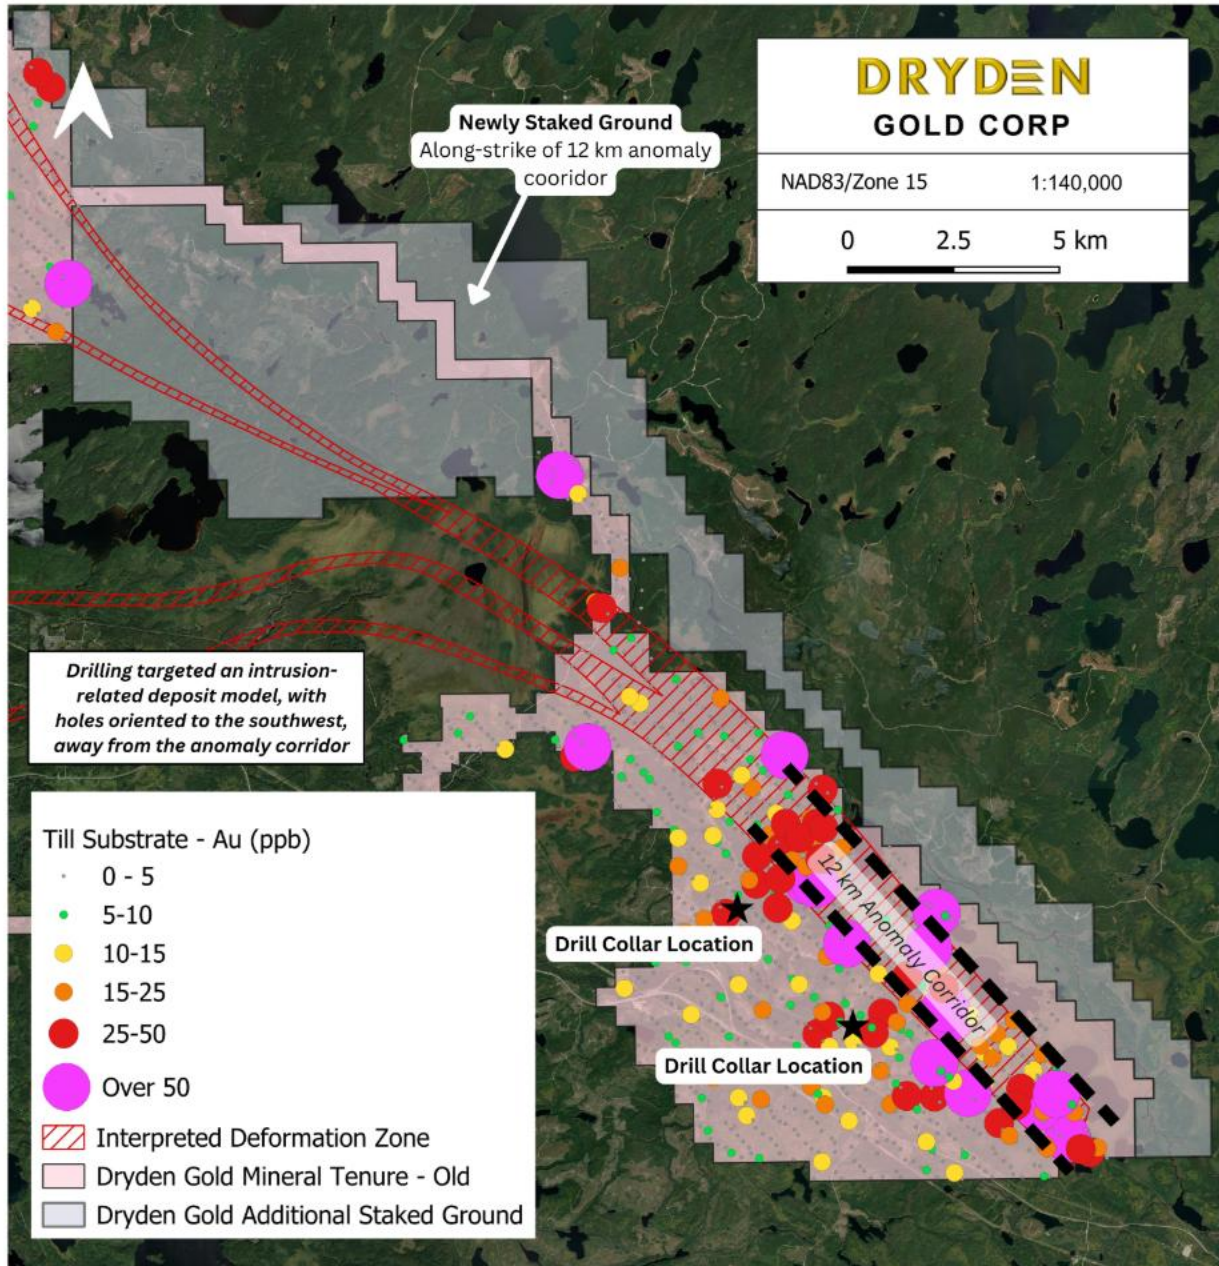 DRYDEN
GOLD CORP
NAD83/Zone 15 1:140,000
0 2.5 5 km
Newly Staked Ground
Along-strike of 12 km anomaly
cooridor
Drilling targeted an intrusion-
related deposit model, with
holes oriented to the southwest,
away from the anomaly corridor
12 km Anomaly Corridor
Drill Collar Location
Drill Collar Location
Till Substrate - Au (ppb)
0 - 5
5-10
10-15
15-25
25-50
Over 50
Interpreted Deformation Zone
Dryden Gold Mineral Tenure - Old
Dryden Gold Additional Staked Ground